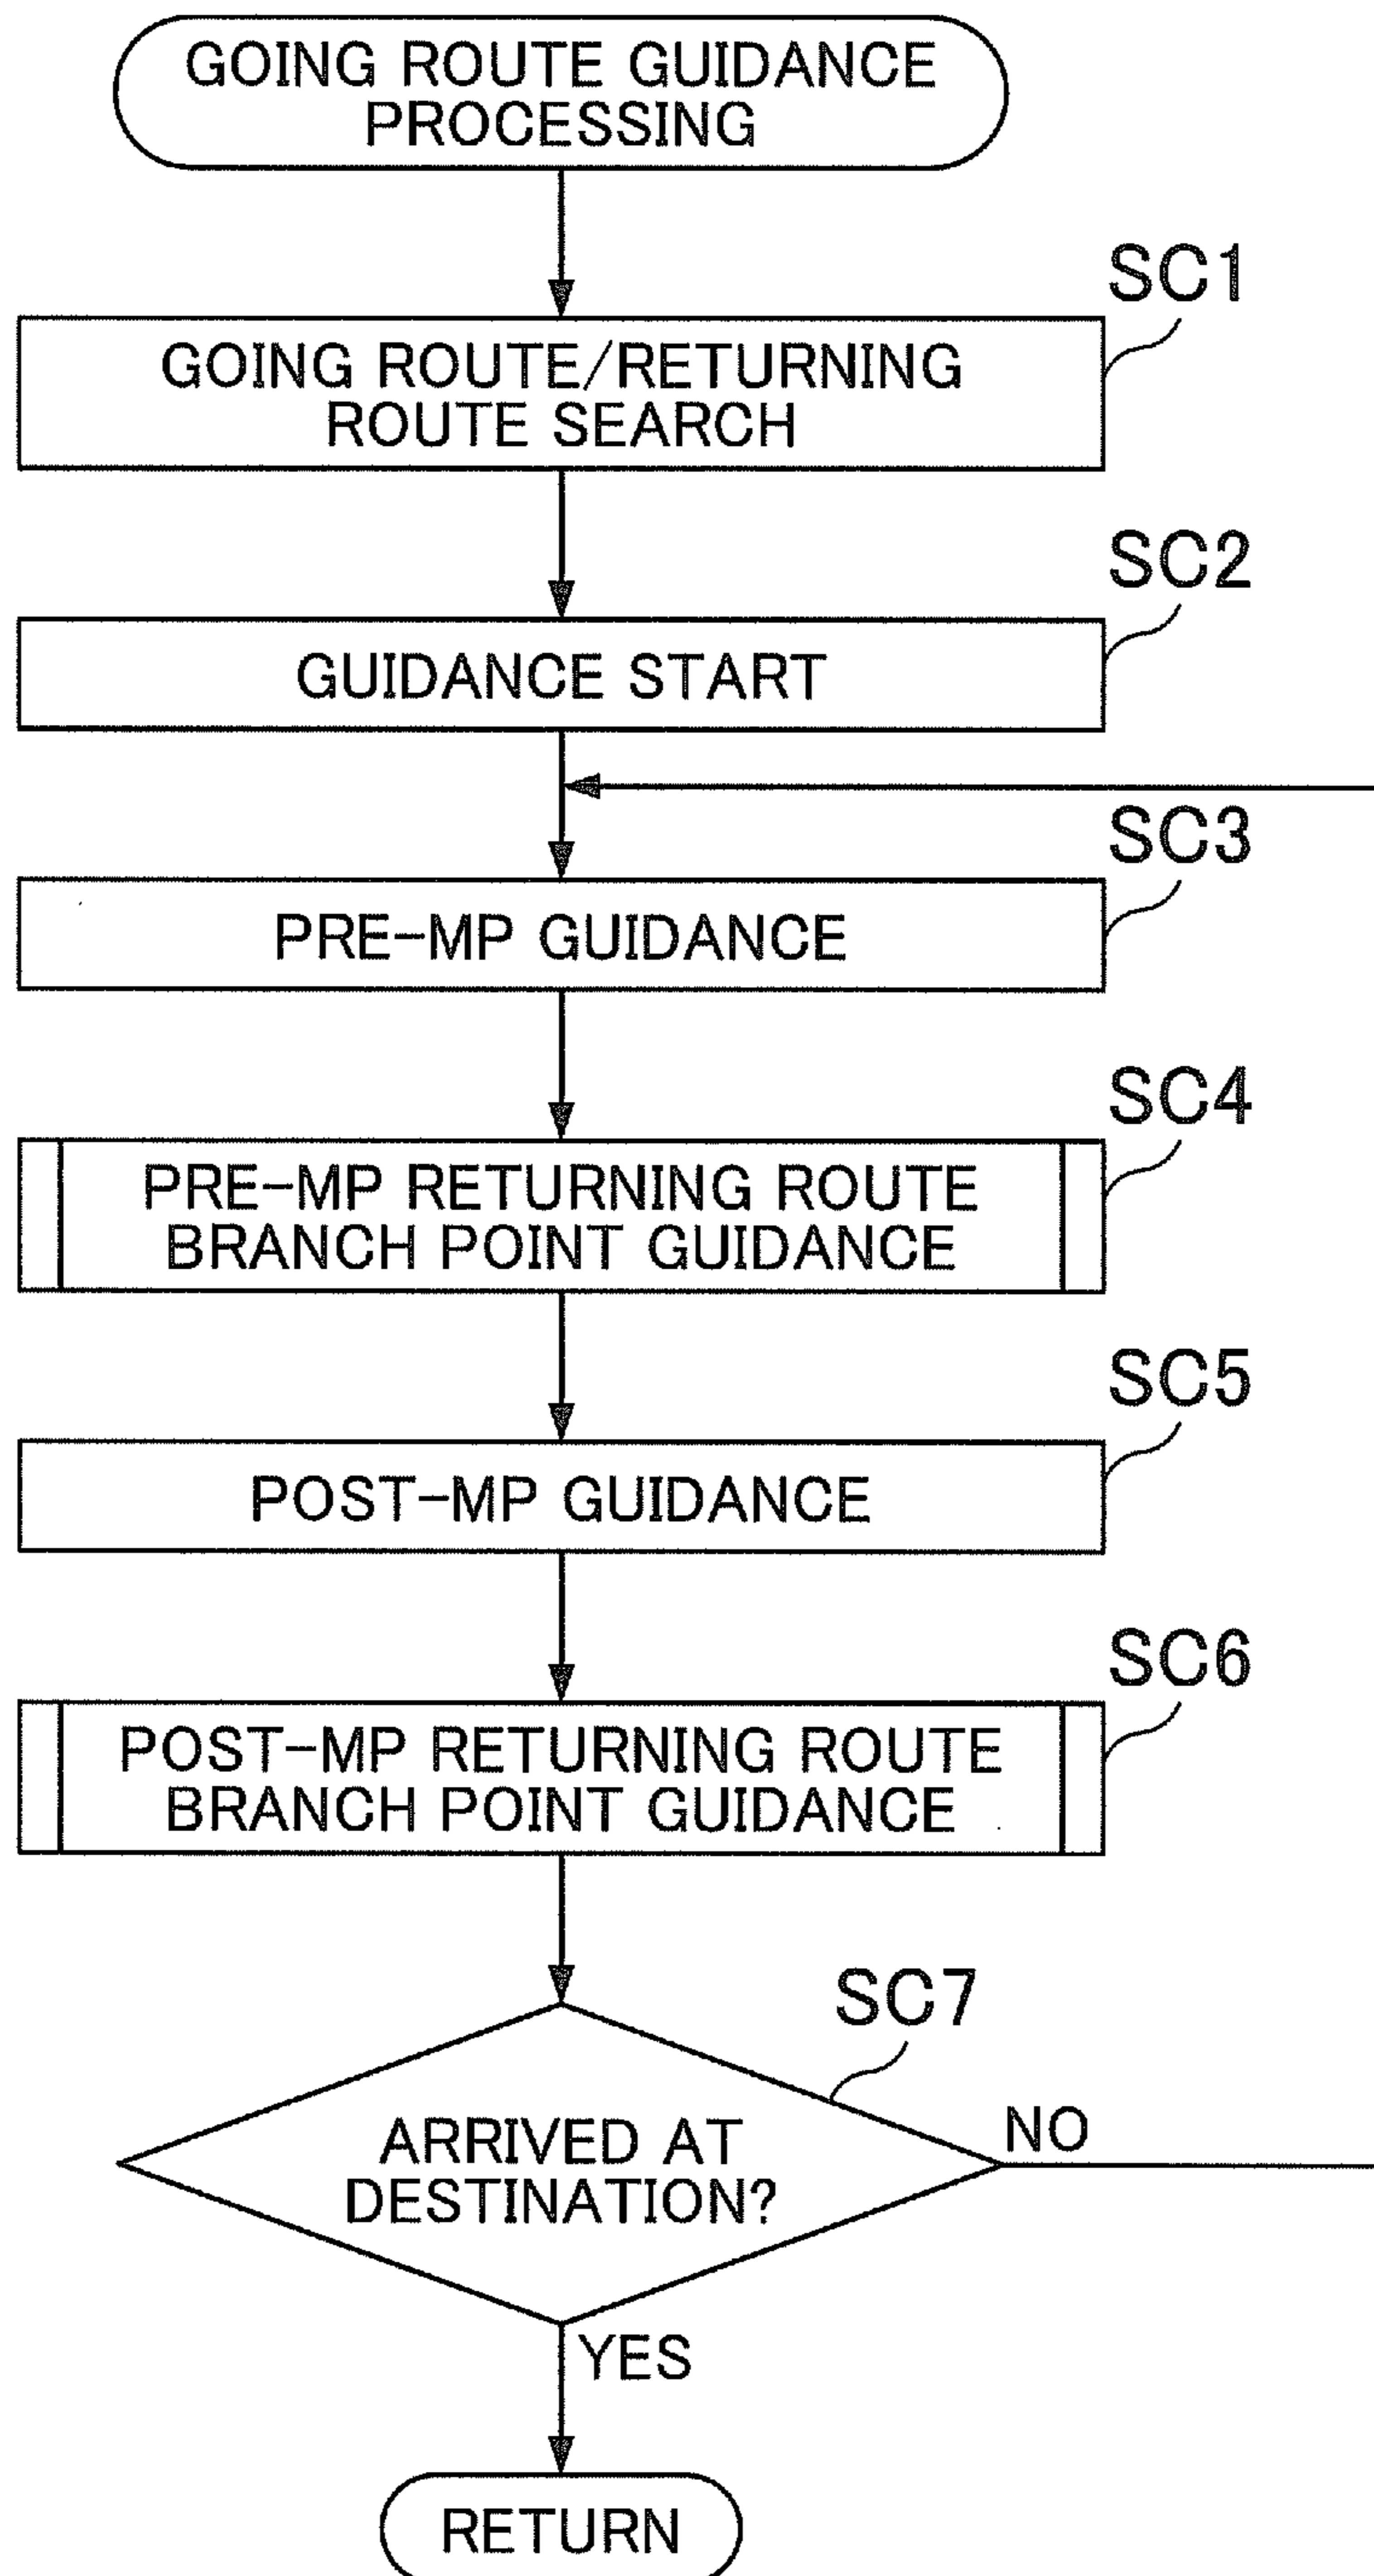 GOING ROUTE GUIDANCE
PROCESSING
SC1
GOING ROUTE/RETURNING
ROUTE SEARCH
SC2
GUIDANCE START
SC3
PRE-MP GUIDANCE
SC4
PRE-MP RETURNING ROUTE
BRANCH POINT GUIDANCE
SC5
POST-MP GUIDANCE
SC6
POST-MP RETURNING ROUTE
BRANCH POINT GUIDANCE
SC7
ARRIVED AT
DESTINATION?
NO
YES
RETURN